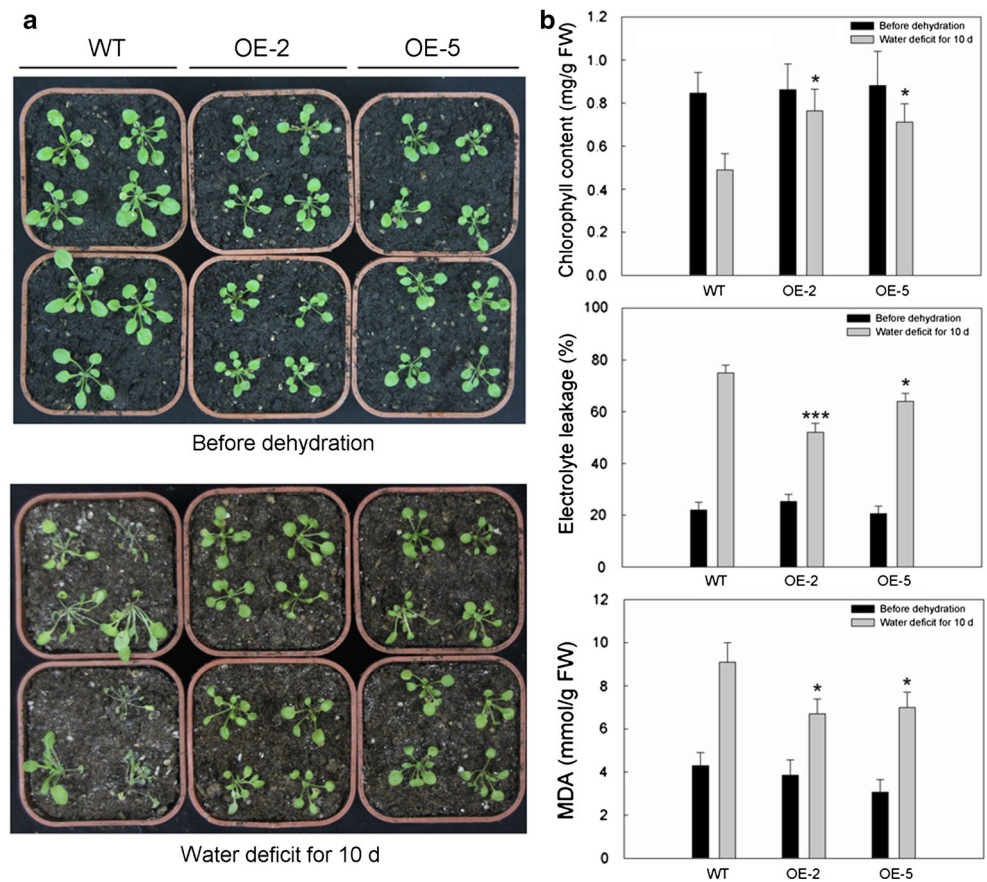 a
WT OE-2 OE-5
Before dehydration
Water deficit for 10 d
b
Chlorophyll content (mg/g FW)
1.2
1.0
0.8
0.6
0.4
0.2
0.0
Before dehydration
Water deficit for 10 d
*
*
WT OE-2 OE-5
Electrolyte leakage (%)
100
80
60
40
20
0
Before dehydration
Water deficit for 10 d
***
*
WT OE-2 OE-5
MDA (mmol/g FW)
12
10
8
6
4
2
0
Before dehydration
Water deficit for 10 d
*
*
WT OE-2 OE-5